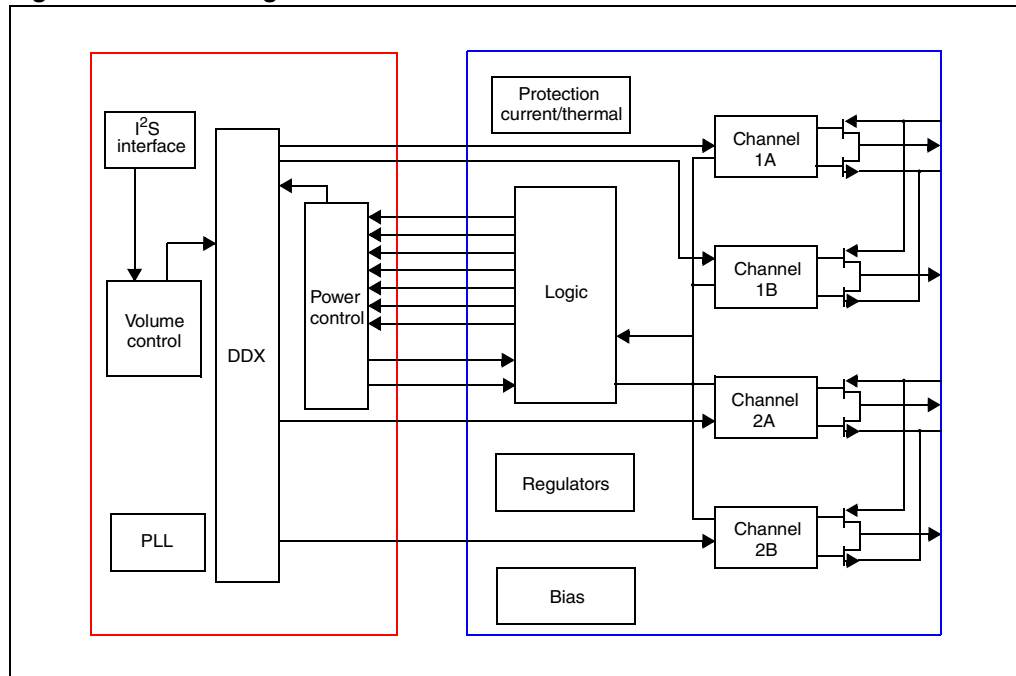 I²S
interface
Volume
control
PLL
DDX
Power
control
Protection
current/thermal
Logic
Regulators
Bias
Channel
1A
Channel
1B
Channel
2A
Channel
2B